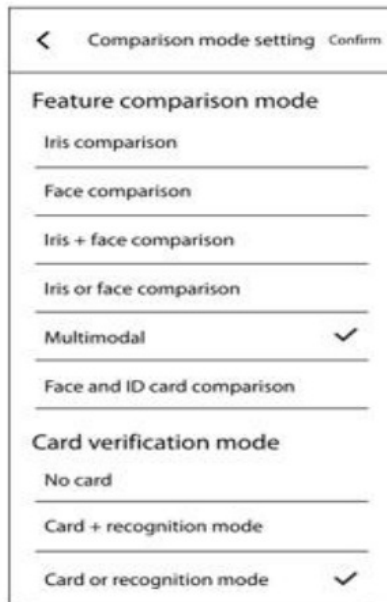 Comparison mode setting Confirm
Feature comparison mode
Iris comparison
Face comparison
Iris + face comparison
Iris or face comparison
Multimodal
Face and ID card comparison
Card verification mode
No card
Card + recognition mode
Card or recognition mode